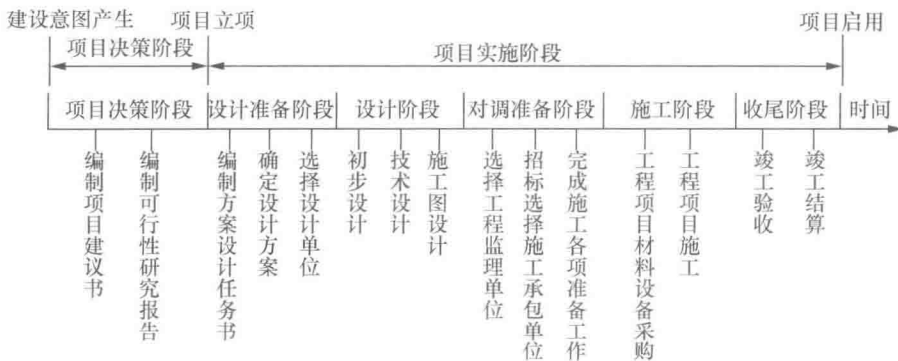 建设意图产生
项目立项
项目启用
项目决策阶段
项目实施阶段
项目决策阶段
设计准备阶段
设计阶段
对调准备阶段
施工阶段
收尾阶段
时间
编制项目建议书
编制可行性研究报告
编制方案设计任务书
确定设计方案
选择设计单位
初步设计
技术设计
施工图设计
选择工程监理单位
招标选择施工承包单位
完成施工各项准备工作
工程项目材料设备采购
工程项目施工
竣工验收
竣工结算